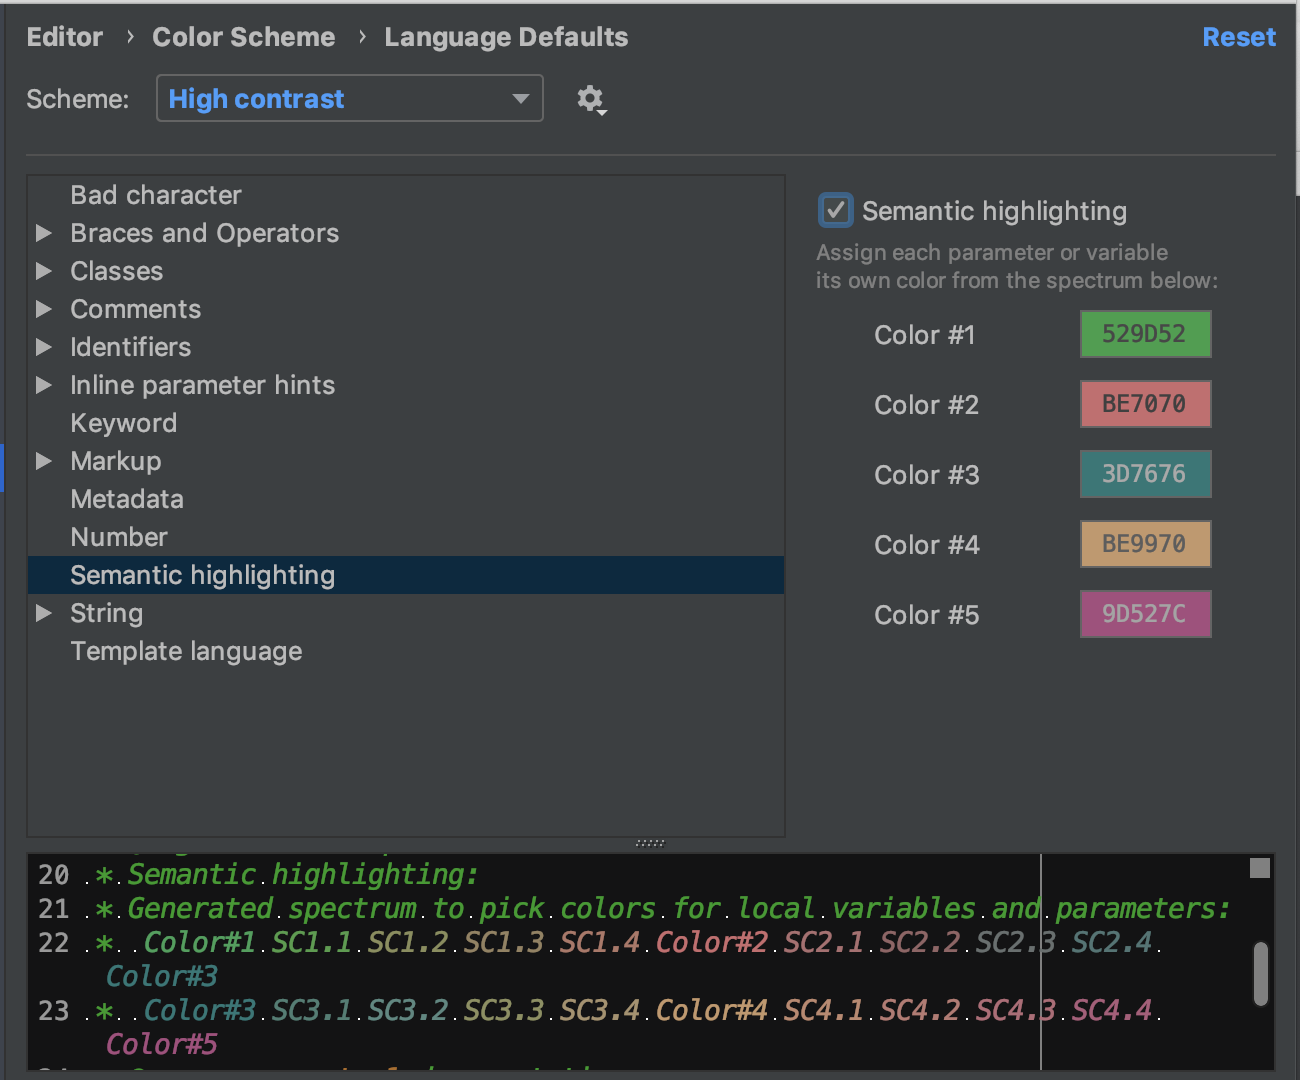 Editor › Color Scheme › Language Defaults
Reset
Scheme: High contrast
Bad character
Braces and Operators
Classes
Comments
Identifiers
Inline parameter hints
Keyword
Markup
Metadata
Number
Semantic highlighting
String
Template language
Semantic highlighting
Assign each parameter or variable
its own color from the spectrum below:
Color #1 529D52
Color #2 BE7070
Color #3 3D7676
Color #4 BE9970
Color #5 9D527C
20 .*.Semantic.highlighting:
21 .*.Generated.spectrum.to.pick.colors.for.local.variables.and.parameters:
22 .*..Color#1.SC1.1.SC1.2.SC1.3.SC1.4.Color#2.SC2.1.SC2.2.SC2.3.SC2.4.
Color#3
23 .*..Color#3.SC3.1.SC3.2.SC3.3.SC3.4.Color#4.SC4.1.SC4.2.SC4.3.SC4.4.
Color#5